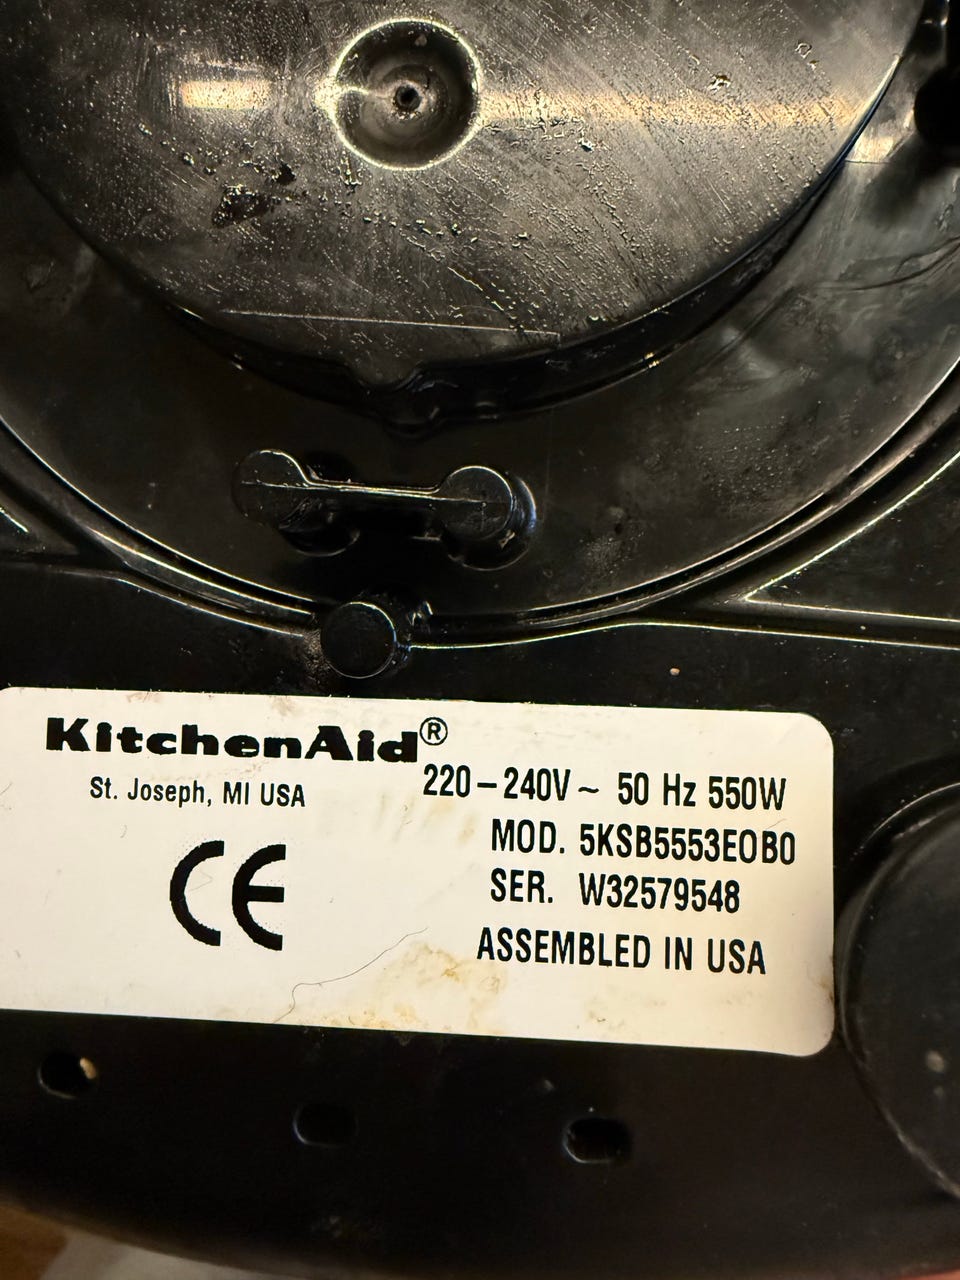 KitchenAid®
St. Joseph, MI USA
220-240V~ 50 Hz 550W
MOD. 5KSB5553EOB0
SER. W32579548
CE
ASSEMBLED IN USA